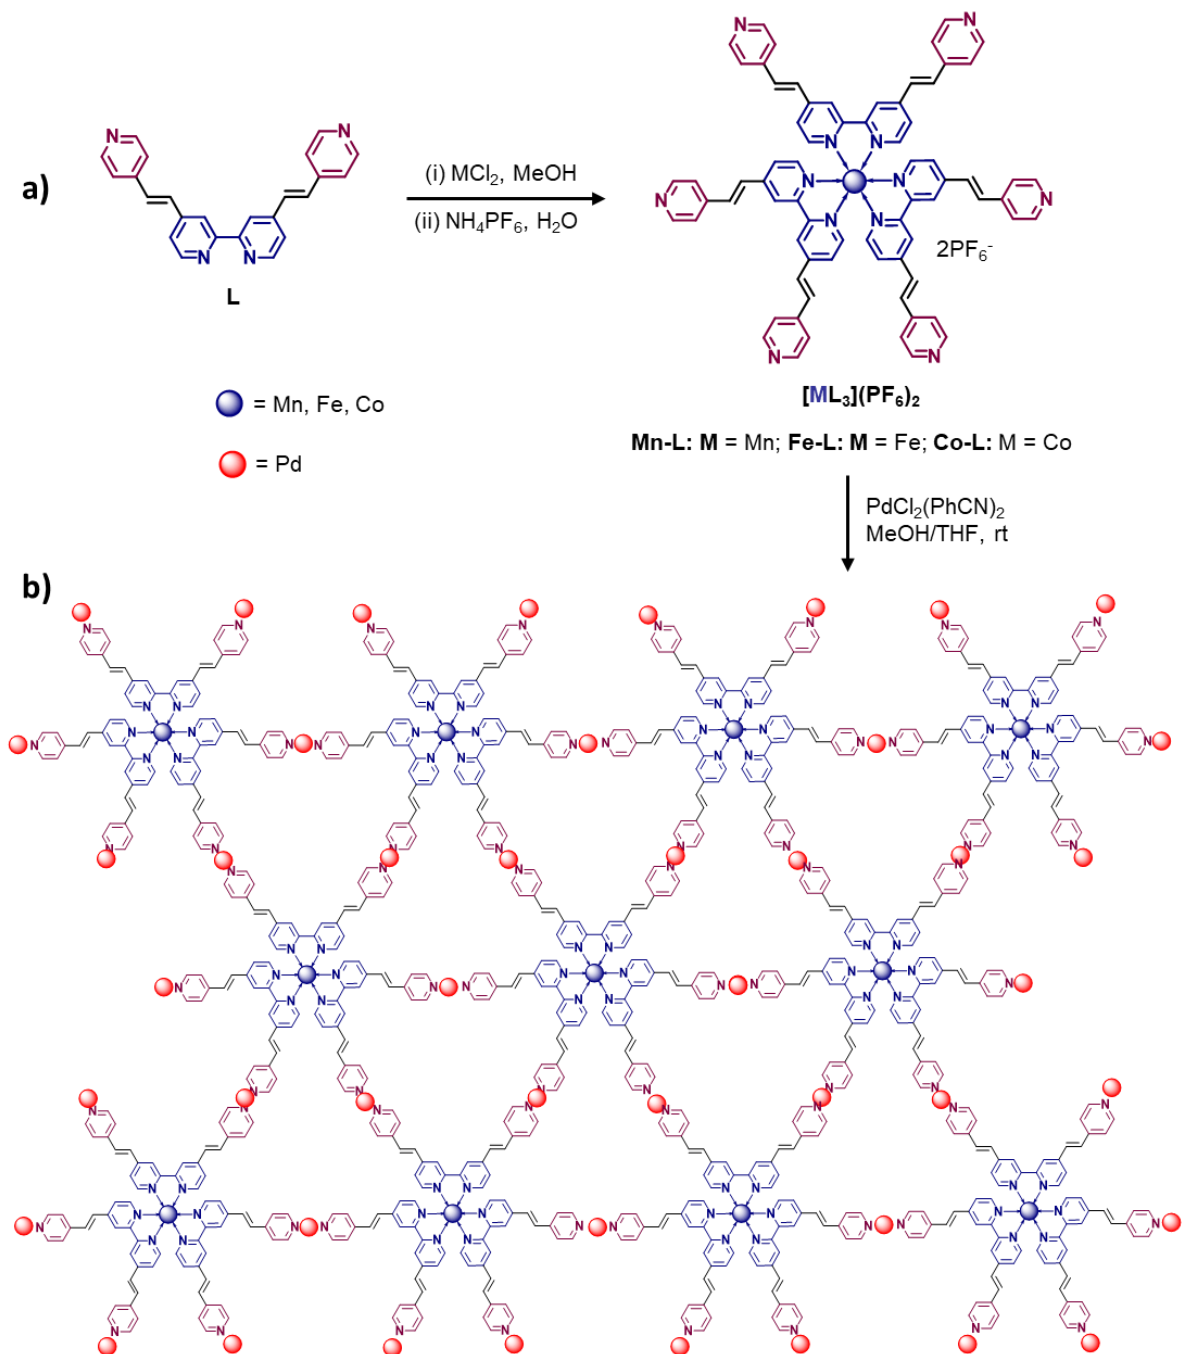 a)
N
N
N
N
L
(i) MCl₂, MeOH
(ii) NH₄PF₆, H₂O
N
N
N
N
N
N
N
N
N
N
N
N
2PF₆⁻
[ML₃](PF₆)₂
Mn-L: M = Mn; Fe-L: M = Fe; Co-L: M = Co
= Mn, Fe, Co
= Pd
PdCl₂(PhCN)₂
MeOH/THF, rt
b)